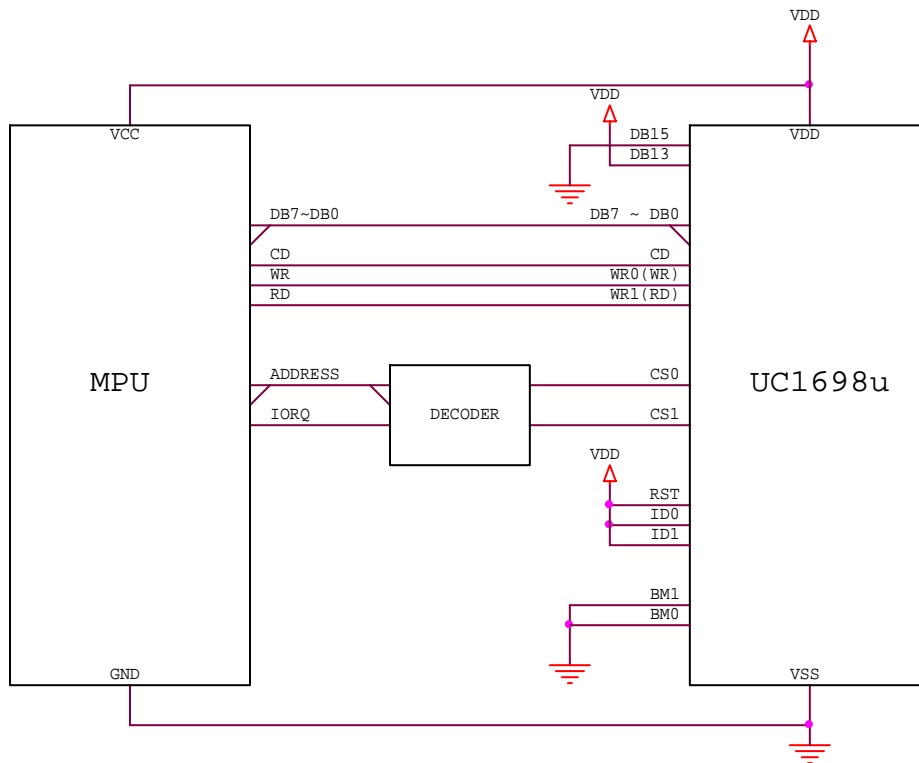 VDD
VCC
VDD
VDD
DB15
DB13
DB7~DB0
DB7 ~ DB0
CD
CD
WR
WR0(WR)
RD
WR1(RD)
MPU
ADDRESS
CS0
UC1698u
IORQ
DECODER
CS1
VDD
RST
ID0
ID1
BM1
BM0
GND
VSS